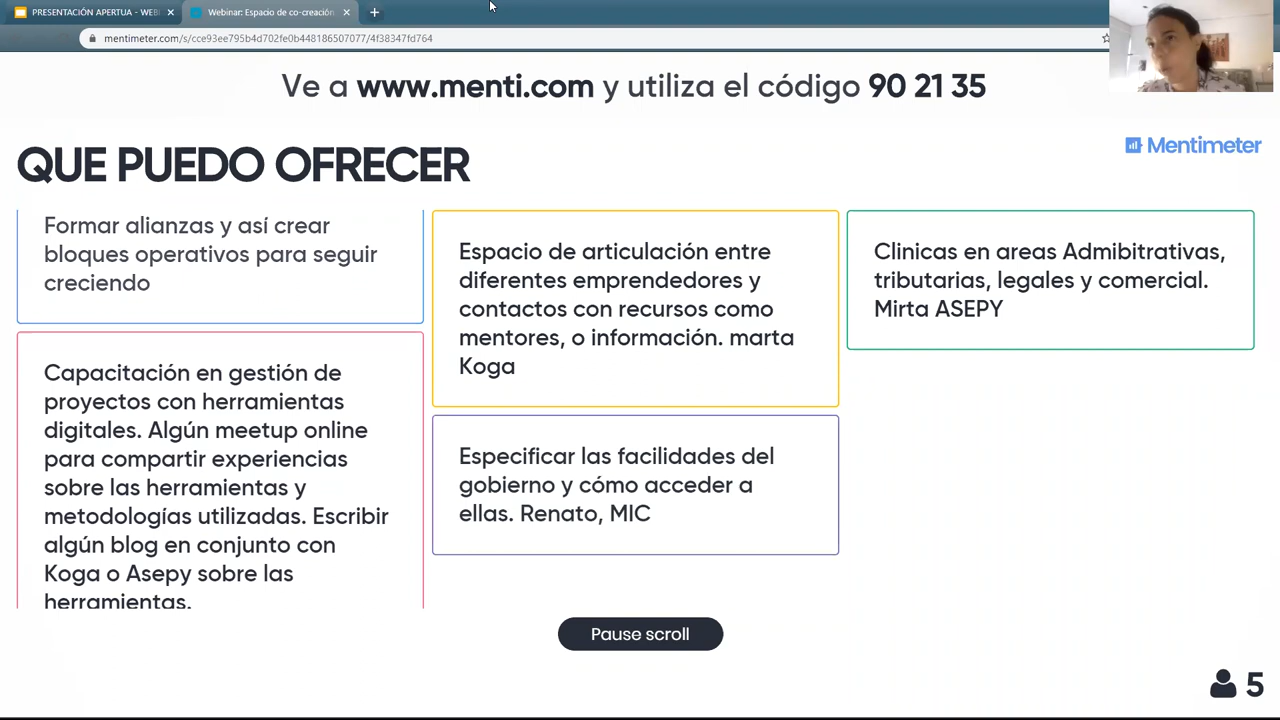 PRESENTACIÓN APERTUA - WEBI
Webinar: Espacio de co-creación
mentimeter.com/s/cce93ee795b4d702fe0b448186507077/4f38347fd764
Ve a www.menti.com y utiliza el código 90 21 35
Mentimeter
QUE PUEDO OFRECER
Formar alianzas y así crear
bloques operativos para seguir
creciendo
Capacitación en gestión de
proyectos con herramientas
digitales. Algún meetup online
para compartir experiencias
sobre las herramientas y
metodologías utilizadas. Escribir
algún blog en conjunto con
Koga o Asepy sobre las
herramientas.
Espacio de articulación entre
diferentes emprendedores y
contactos con recursos como
mentores, o información. marta
Koga
Especificar las facilidades del
gobierno y cómo acceder a
ellas. Renato, MIC
Clinicas en areas Admibitrativas,
tributarias, legales y comercial.
Mirta ASEPY
Pause scroll
5